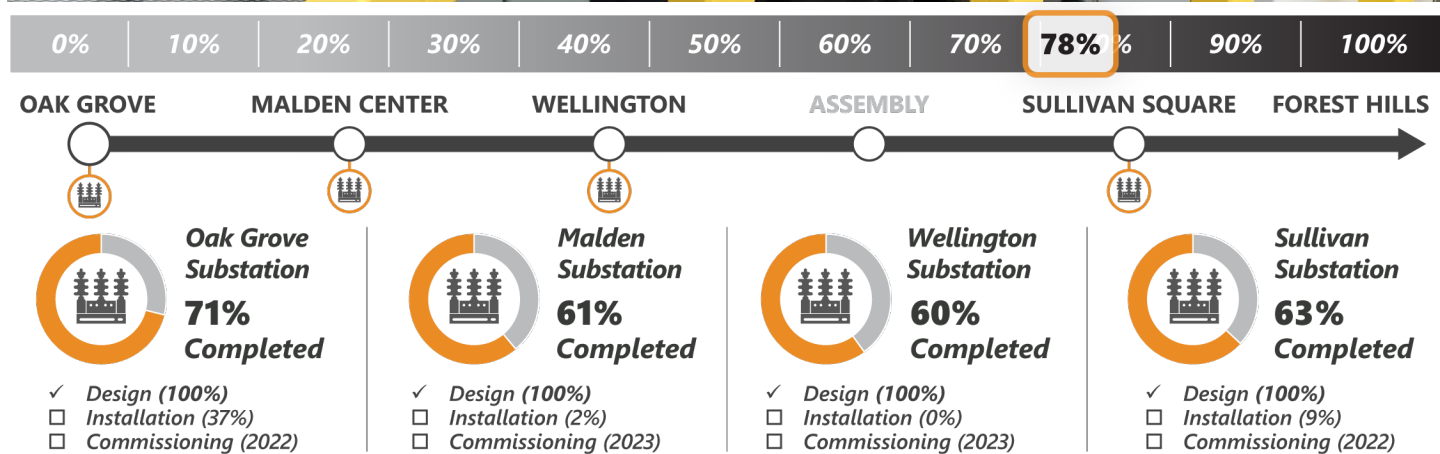 0% 10% 20% 30% 40% 50% 60% 70% 78% % 90% 100%
OAK GROVE MALDEN CENTER WELLINGTON ASSEMBLY SULLIVAN SQUARE FOREST HILLS
Oak Grove
Substation
71%
Completed
✓ Design (100%)
☐ Installation (37%)
☐ Commissioning (2022)
Malden
Substation
61%
Completed
✓ Design (100%)
☐ Installation (2%)
☐ Commissioning (2023)
Wellington
Substation
60%
Completed
✓ Design (100%)
☐ Installation (0%)
☐ Commissioning (2023)
Sullivan
Substation
63%
Completed
✓ Design (100%)
☐ Installation (9%)
☐ Commissioning (2022)